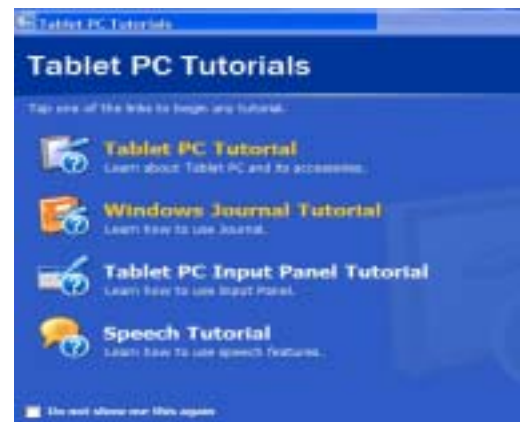 Tablet PC Tutorials
Tablet PC Tutorials
Tap one of the links to begin any tutorial.
Tablet PC Tutorial
Learn about Tablet PC and its accessories.
Windows Journal Tutorial
Learn how to use Journal.
Tablet PC Input Panel Tutorial
Learn how to use Input Panel.
Speech Tutorial
Learn how to use speech features.
Do not show me this again